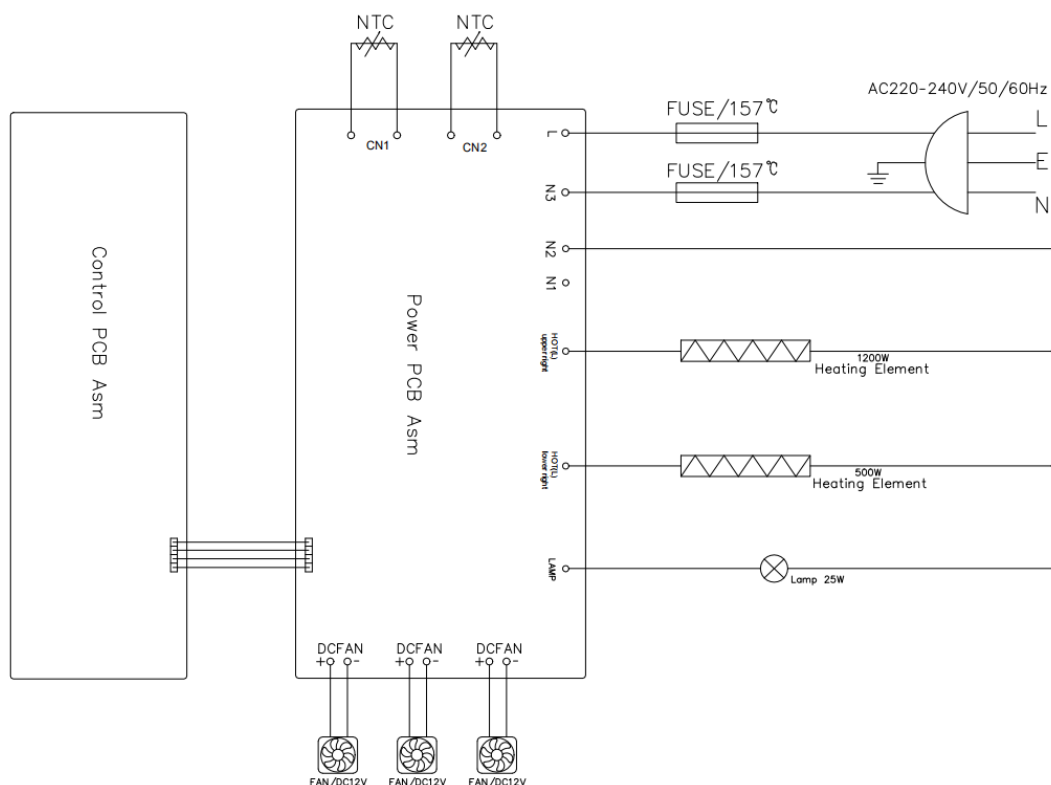 NTC
NTC
CN1
CN2
AC220-240V/50/60Hz
FUSE/157℃
FUSE/157℃
L
E
N
L
N3
N2
N1
HOT(L)
upper right
1200W
Heating Element
HOT(L)
lower right
500W
Heating Element
LAMP
Lamp 25W
Control PCB Asm
Power PCB Asm
DCFAN
DCFAN
DCFAN
+ -
+ -
+ -
FAN/DC12V
FAN/DC12V
FAN/DC12V